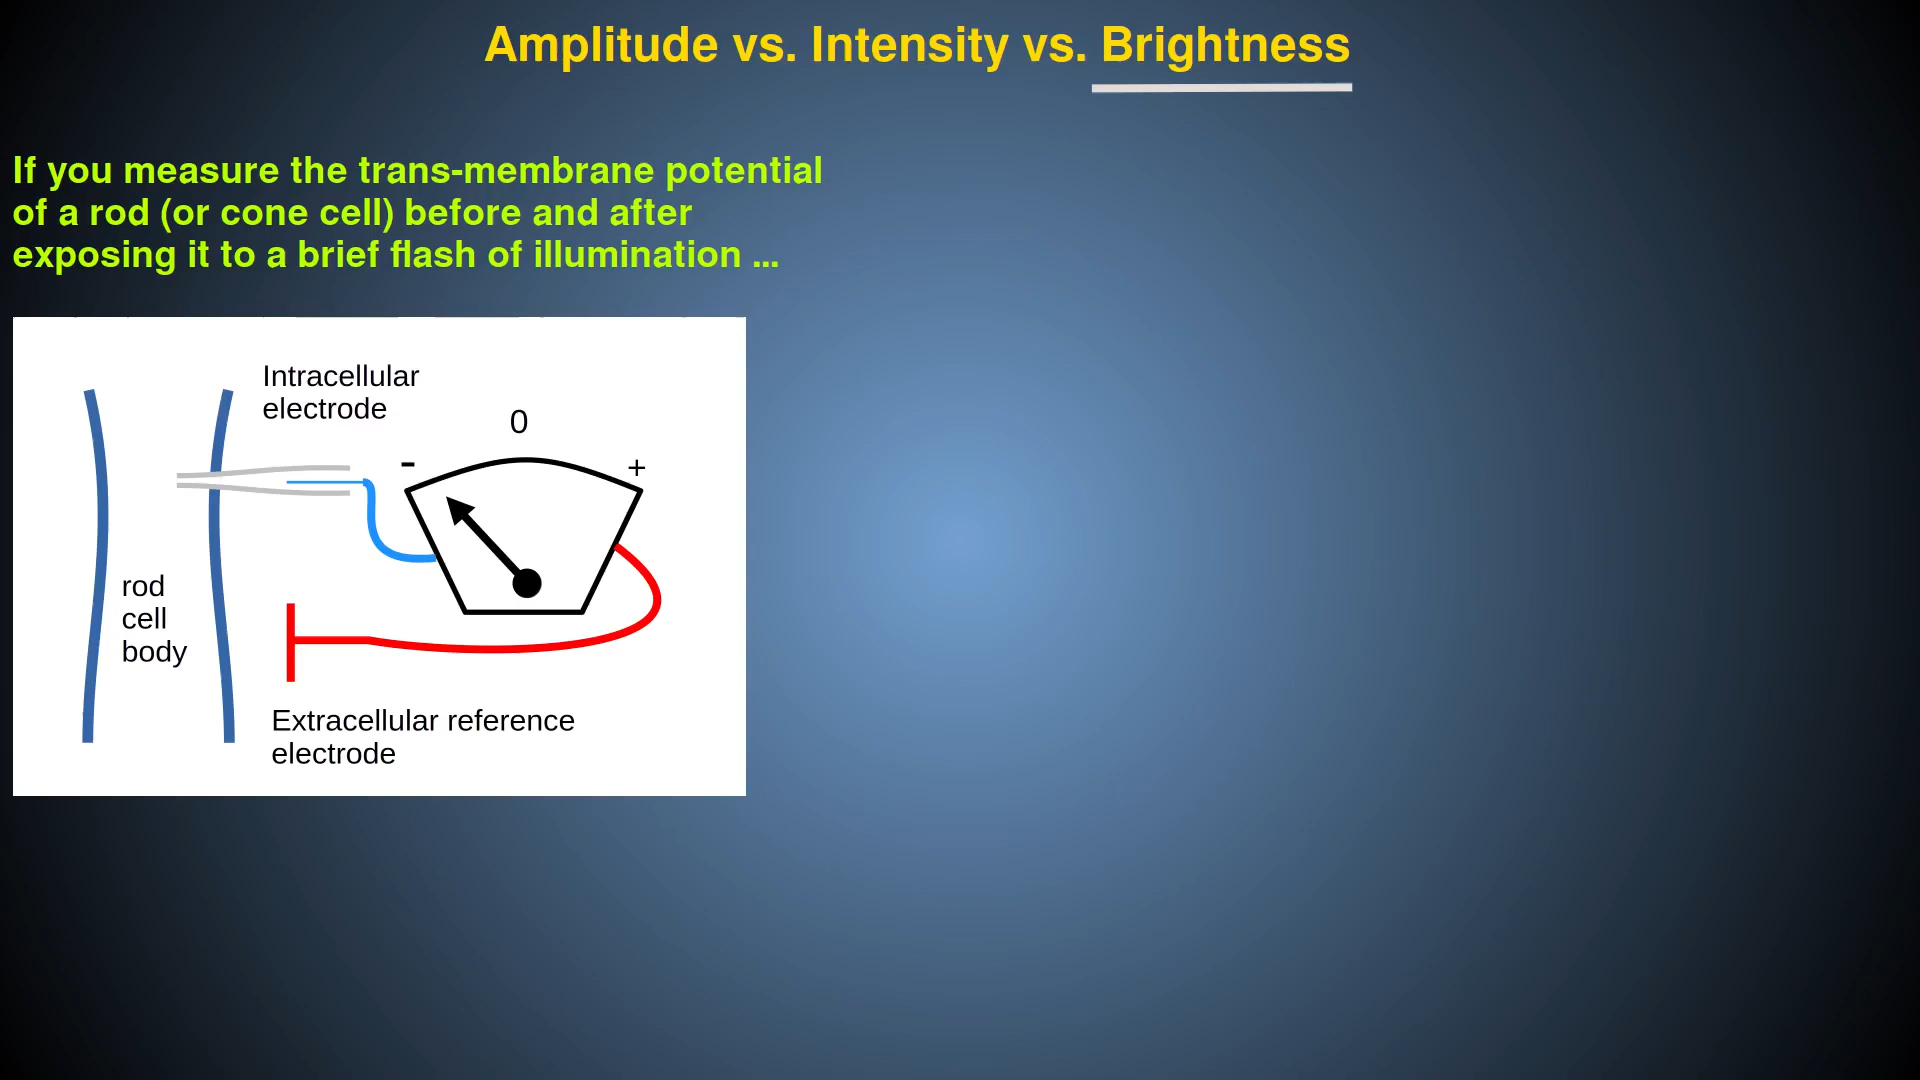 Amplitude vs. Intensity vs. Brightness
If you measure the trans-membrane potential
of a rod (or cone cell) before and after
exposing it to a brief flash of illumination ...
Intracellular
electrode
0
-
+
rod
cell
body
Extracellular reference
electrode